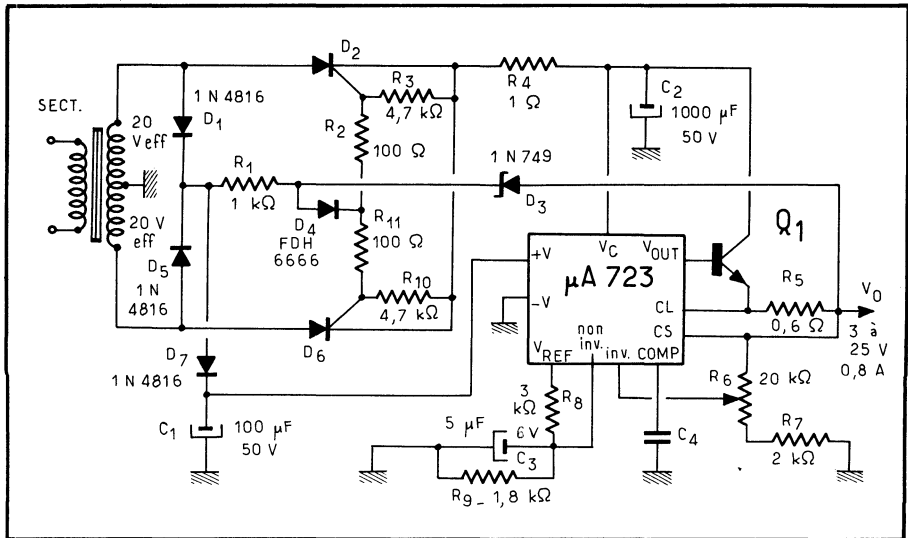 D2
SECT.
1 N 4816
D1
20
V eff
R3
4,7 kΩ
R4
1 Ω
C2
1000 µF
50 V
R2
100 Ω
R1
1 kΩ
1 N 749
D3
20 V
eff
D4
FDH
6666
R11
100 Ω
D5
1 N
4816
R10
4,7 kΩ
D6
D7
1 N 4816
C1
100 µF
50 V
+V
-V
VC
VOUT
µA 723
CL
CS
VREF
non
inv.
inv.
COMP
Q1
R5
0,6 Ω
VO
3 à
25 V
0,8 A
R6
20 kΩ
R7
2 kΩ
3
kΩ
R8
5 µF
6 V
C3
R9_ 1,8 kΩ
C4